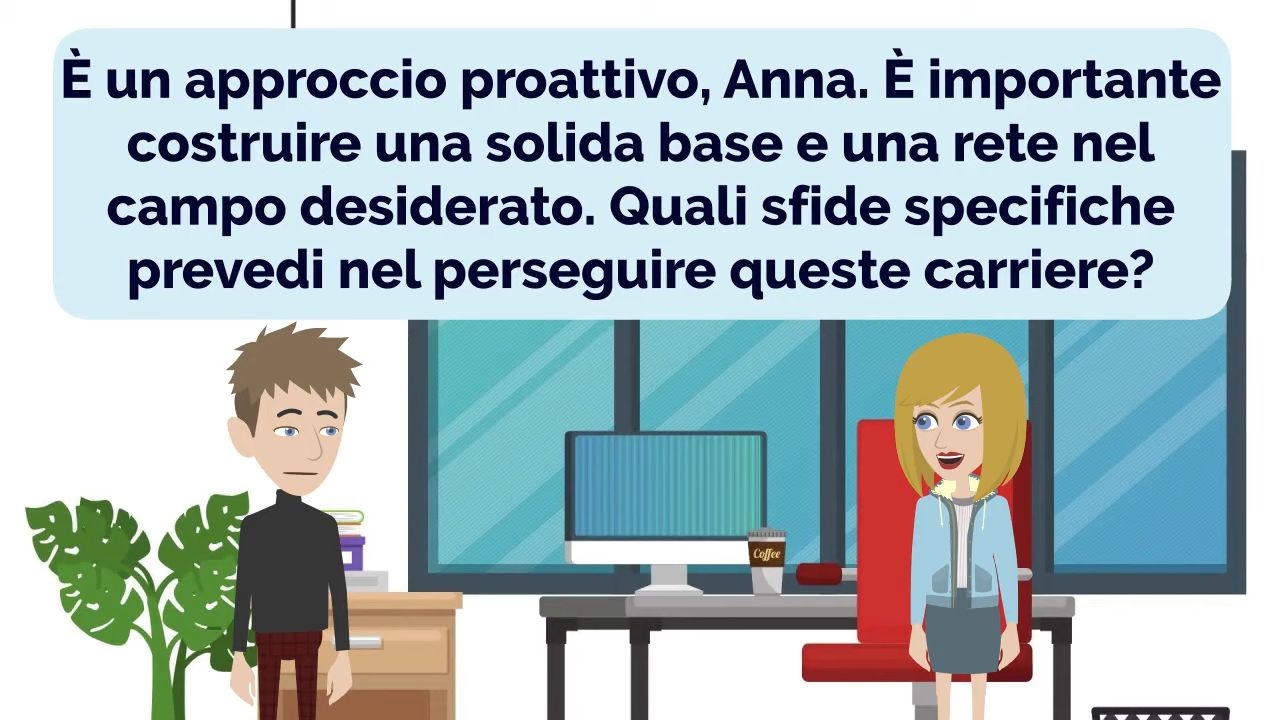 È un approccio proattivo, Anna. È importante
costruire una solida base e una rete nel
campo desiderato. Quali sfide specifiche
prevedi nel perseguire queste carriere?
Coffee